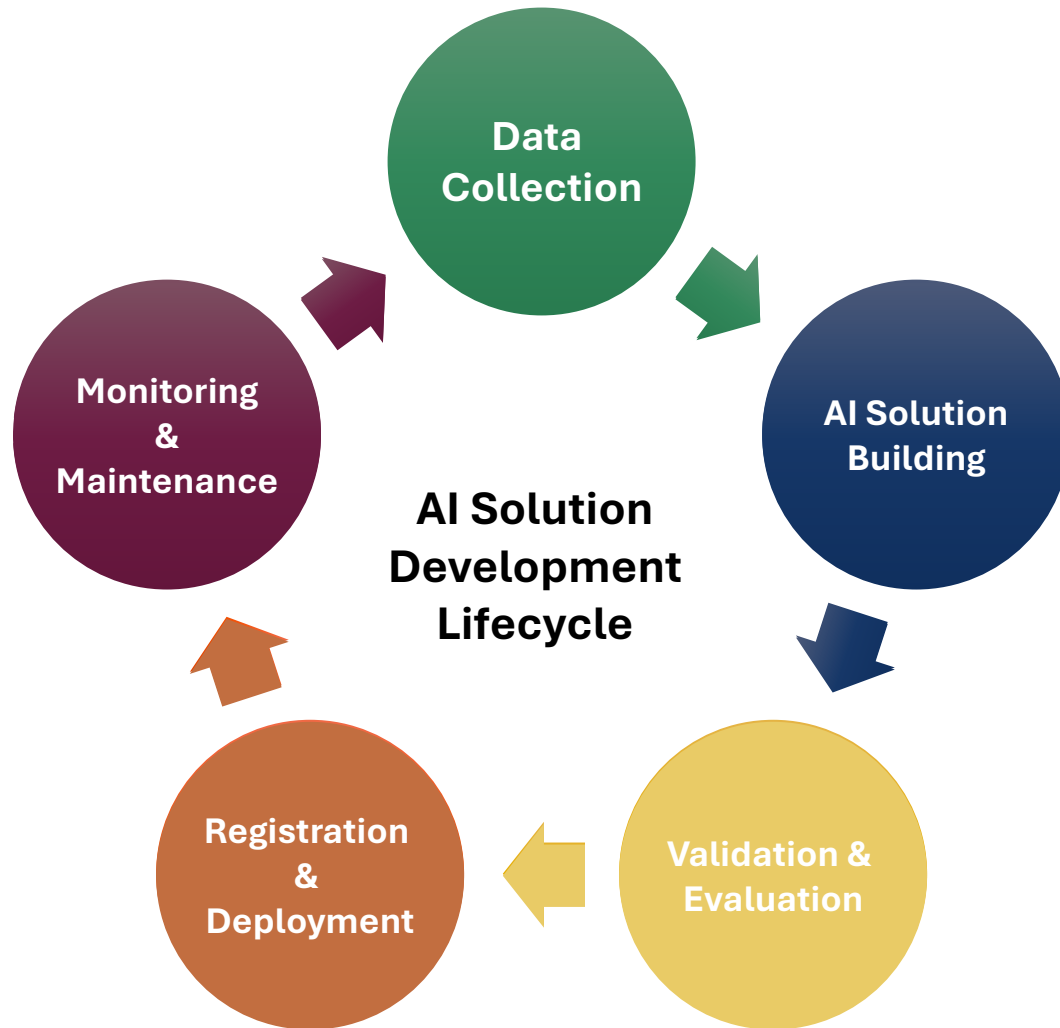 Data
Collection
AI Solution
Building
Validation &
Evaluation
Registration
&
Deployment
Monitoring
&
Maintenance
AI Solution
Development
Lifecycle